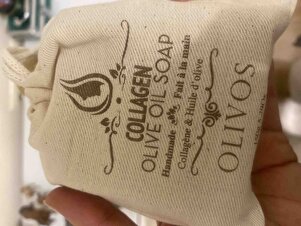 COLLAGEN
OLIVE OIL SOAP
Handmade Fait à la main
Collagène & Huile d'olive
OLIVOS